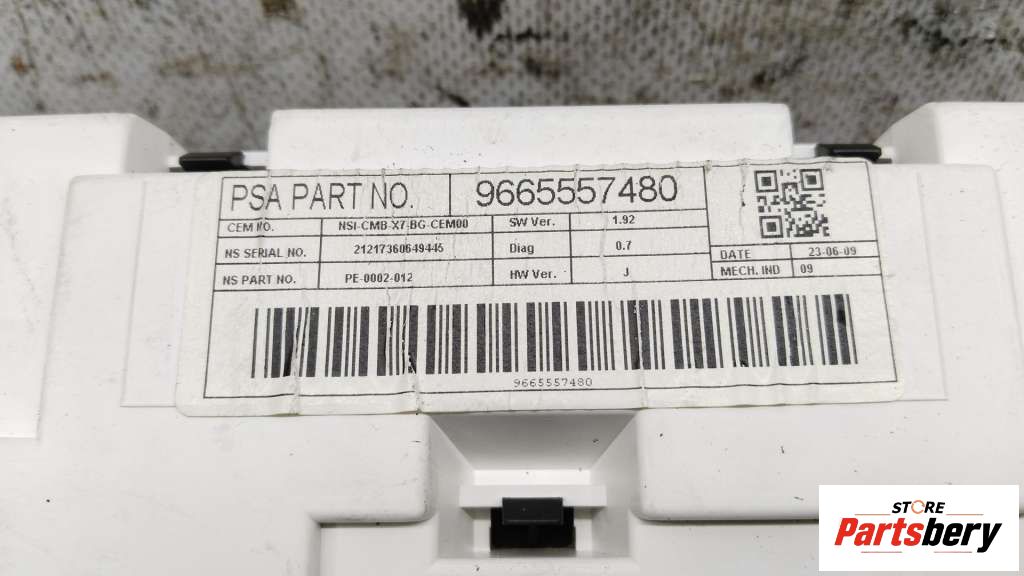 PSA PART NO. 9665557480
CEM NO. NSI-CMB-X7-BG-CEM00 SW Ver. 1.92
NS SERIAL NO. 21217360649445 Diag 0.7
NS PART NO. PE-0002-012 HW Ver. J
DATE 23-06-09
MECH. IND 09
9665557480
STORE
Partsbery